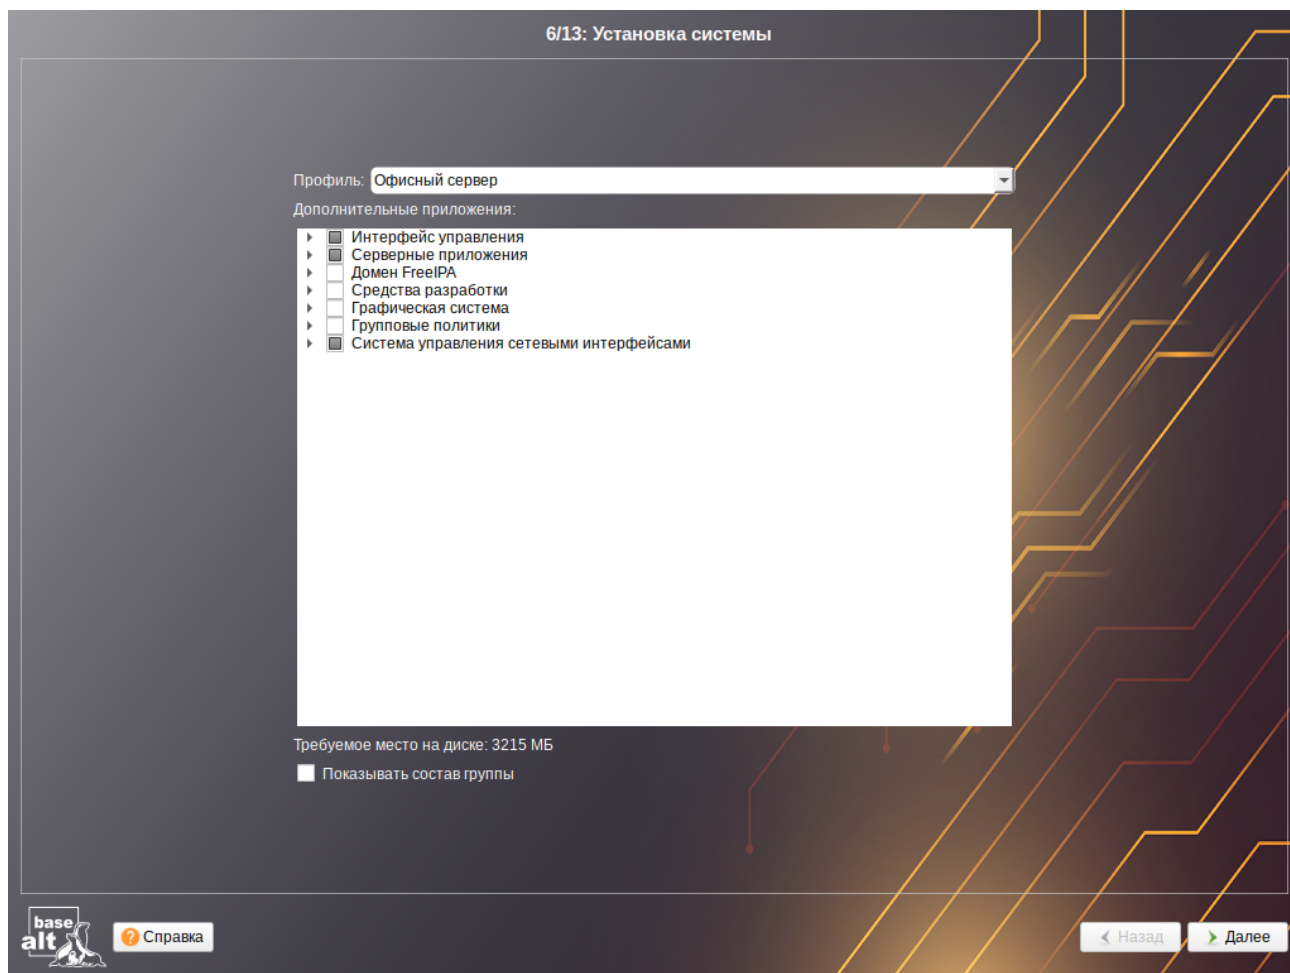 6/13: Установка системы
Профиль: Офисный сервер
Дополнительные приложения:
Интерфейс управления
Серверные приложения
Домен FreeIPA
Средства разработки
Графическая система
Групповые политики
Система управления сетевыми интерфейсами
Требуемое место на диске: 3215 МБ
Показывать состав группы
base
alt
Справка
Назад
Далее